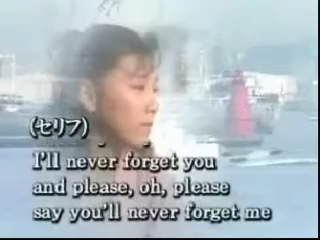 (セリフ)
I'll never forget you
and please, oh, please
say you'll never forget me